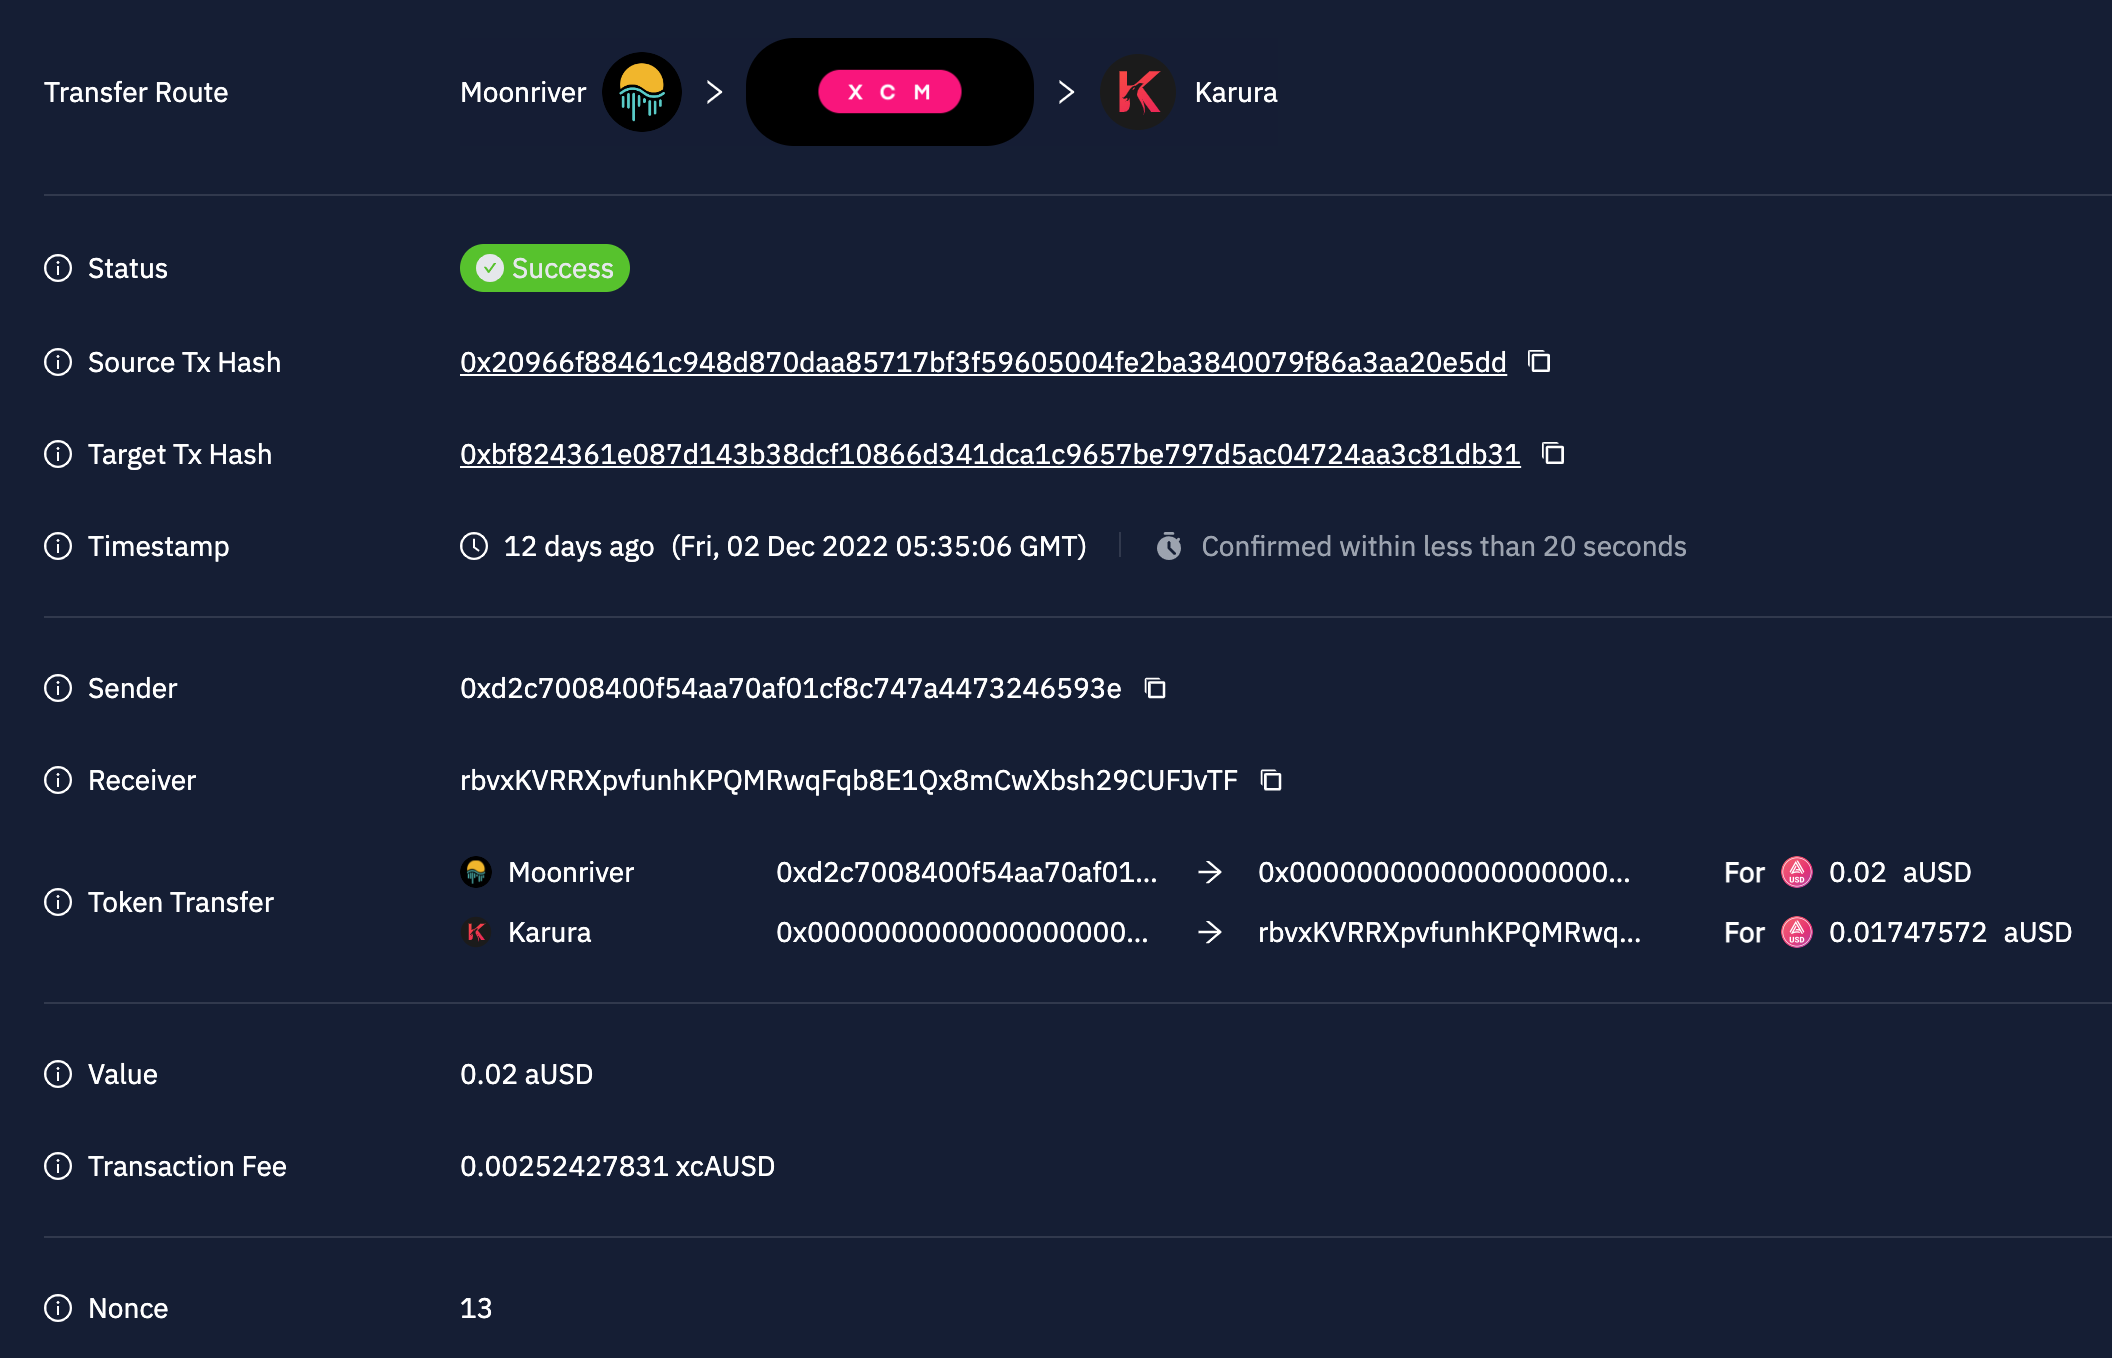 Transfer Route Moonriver > X C M > Karura
Status Success
Source Tx Hash 0x20966f88461c948d870daa85717bf3f59605004fe2ba3840079f86a3aa20e5dd
Target Tx Hash 0xbf824361e087d143b38dcf10866d341dca1c9657be797d5ac04724aa3c81db31
Timestamp 12 days ago (Fri, 02 Dec 2022 05:35:06 GMT) Confirmed within less than 20 seconds
Sender 0xd2c7008400f54aa70af01cf8c747a4473246593e
Receiver rbvxKVRRXpvfunhKPQMRwqFqb8E1Qx8mCwXbsh29CUFJvTF
Token Transfer
Moonriver 0xd2c7008400f54aa70af01... → 0x0000000000000000000... For USD 0.02 aUSD
Karura 0x0000000000000000000... → rbvxKVRRXpvfunhKPQMRwq... For USD 0.01747572 aUSD
Value 0.02 aUSD
Transaction Fee 0.00252427831 xcAUSD
Nonce 13